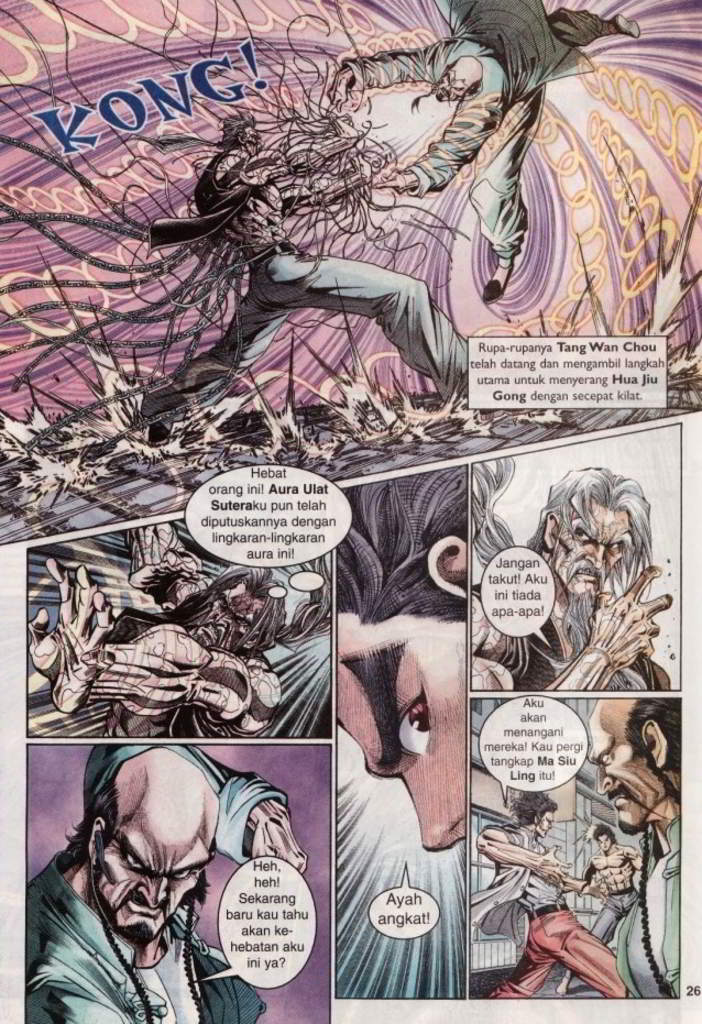 KONG!
Rupa-rupanya Tang Wan Chou
telah datang dan mengambil langkah
utama untuk menyerang Hua Jiu
Gong dengan secepat kilat.
Hebat
orang ini! Aura Ulat
Suteraku pun telah
diputuskannya dengan
lingkaran-lingkaran
aura ini!
Jangan
takut! Aku
ini tiada
apa-apa!
Heh,
heh!
Sekarang
baru kau tahu
akan ke-
hebatan aku
ini ya?
Ayah
angkat!
Aku
akan
menangani
mereka! Kau pergi
tangkap Ma Siu
Ling itu!
26